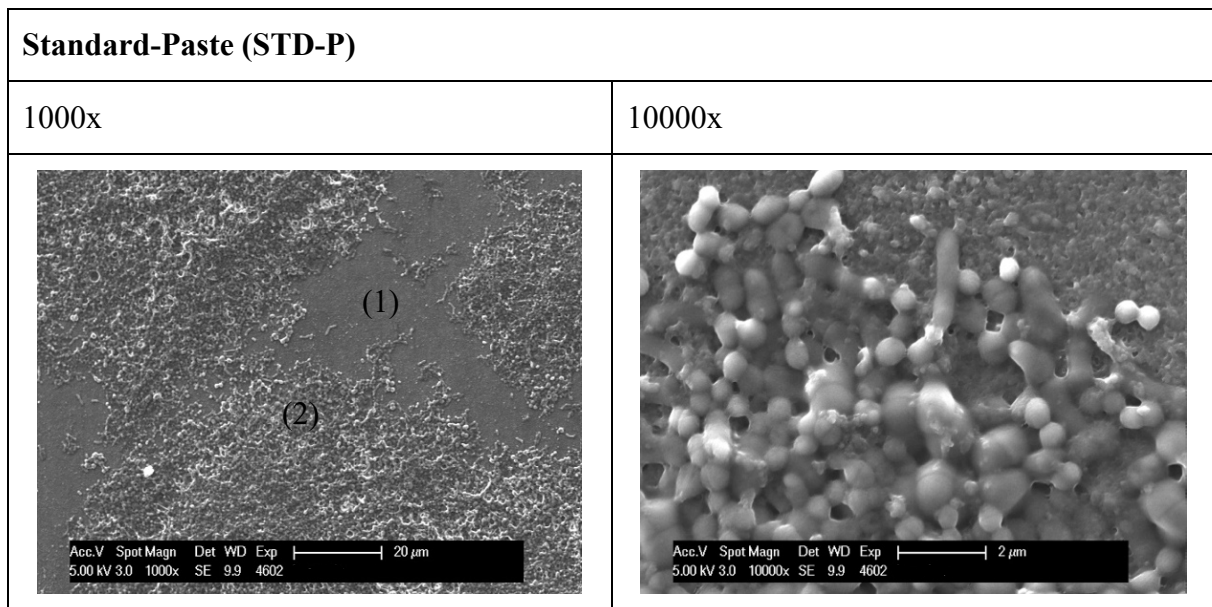 Standard-Paste (STD-P)
1000x
10000x
(1)
(2)
Acc.V Spot Magn Det WD Exp 20 μm
5.00 kV 3.0 1000x SE 9.9 4602
Acc.V Spot Magn Det WD Exp 2 μm
5.00 kV 3.0 10000x SE 9.9 4602